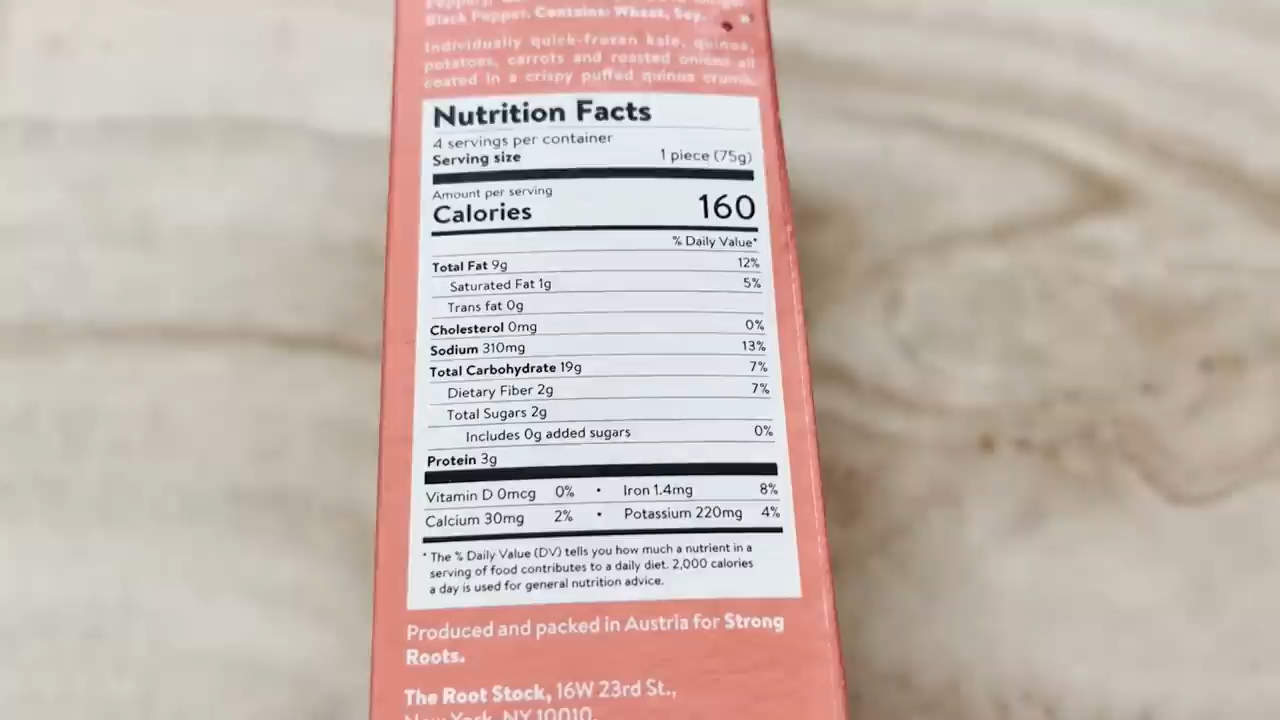 Black Pepper. Contains: Wheat, Soy.
Individually quick-frozen kale, quinoa,
potatoes, carrots and roasted onions all
coated in a crispy puffed quinoa crumb.
Nutrition Facts
4 servings per container
Serving size 1 piece (75g)
Amount per serving
Calories 160
% Daily Value*
Total Fat 9g 12%
Saturated Fat 1g 5%
Trans fat 0g
Cholesterol 0mg 0%
Sodium 310mg 13%
Total Carbohydrate 19g 7%
Dietary Fiber 2g 7%
Total Sugars 2g
Includes 0g added sugars 0%
Protein 3g
Vitamin D 0mcg 0% • Iron 1.4mg 8%
Calcium 30mg 2% • Potassium 220mg 4%
* The % Daily Value (DV) tells you how much a nutrient in a
serving of food contributes to a daily diet. 2,000 calories
a day is used for general nutrition advice.
Produced and packed in Austria for Strong
Roots.
The Root Stock, 16W 23rd St.,
New York, NY 10010.